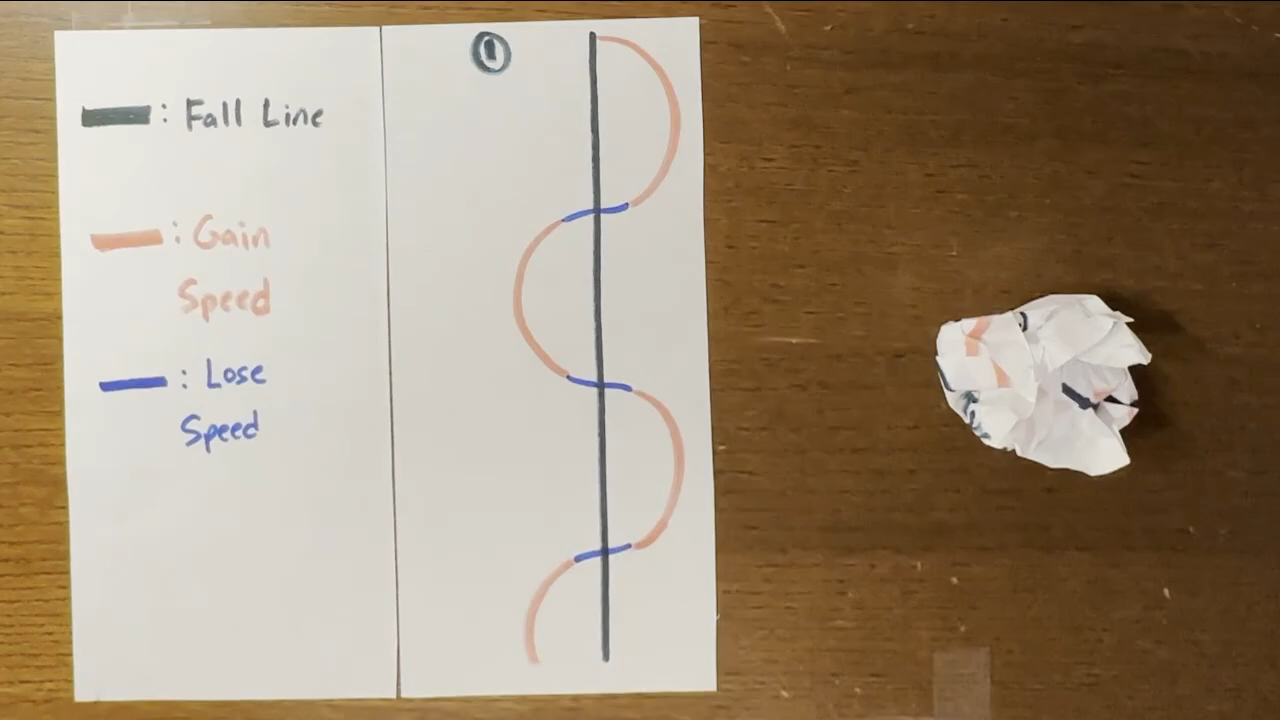 : Fall Line
: Gain
Speed
: Lose
Speed
①